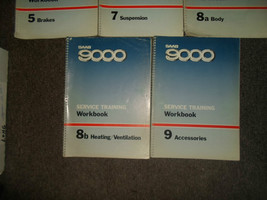 Workbook
5 Brakes
7 Suspension
8a Body
SAAB
9000
SERVICE TRAINING
Workbook
8b Heating/Ventilation
SAAB
9000
SERVICE TRAINING
Workbook
9 Accessories